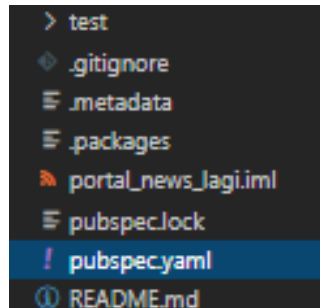 test
.gitignore
.metadata
.packages
portal_news_lagi.iml
pubspec.lock
pubspec.yaml
README.md